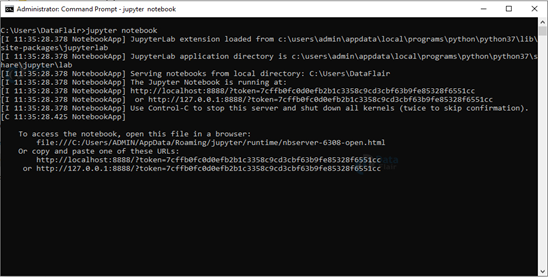 Administrator: Command Prompt - jupyter notebook
C:\Users\DataFlair>jupyter notebook
[I 11:35:28.378 NotebookApp] JupyterLab extension loaded from c:\users\admin\appdata\local\programs\python\python37\lib\
site-packages\jupyterlab
[I 11:35:28.378 NotebookApp] JupyterLab application directory is c:\users\admin\appdata\local\programs\python\python37\s
hare\jupyter\lab
[I 11:35:28.378 NotebookApp] Serving notebooks from local directory: C:\Users\DataFlair
[I 11:35:28.378 NotebookApp] The Jupyter Notebook is running at:
[I 11:35:28.378 NotebookApp] http://localhost:8888/?token=7cffb0fc0d0efb2b1c3358c9cd3cbf63b9fe85328f6551cc
[I 11:35:28.378 NotebookApp]  or http://127.0.0.1:8888/?token=7cffb0fc0d0efb2b1c3358c9cd3cbf63b9fe85328f6551cc
[I 11:35:28.378 NotebookApp] Use Control-C to stop this server and shut down all kernels (twice to skip confirmation).
[C 11:35:28.425 NotebookApp]
To access the notebook, open this file in a browser:
file:///C:/Users/ADMIN/AppData/Roaming/jupyter/runtime/nbserver-6308-open.html
Or copy and paste one of these URLs:
http://localhost:8888/?token=7cffb0fc0d0efb2b1c3358c9cd3cbf63b9fe85328f6551cc
or http://127.0.0.1:8888/?token=7cffb0fc0d0efb2b1c3358c9cd3cbf63b9fe85328f6551cc